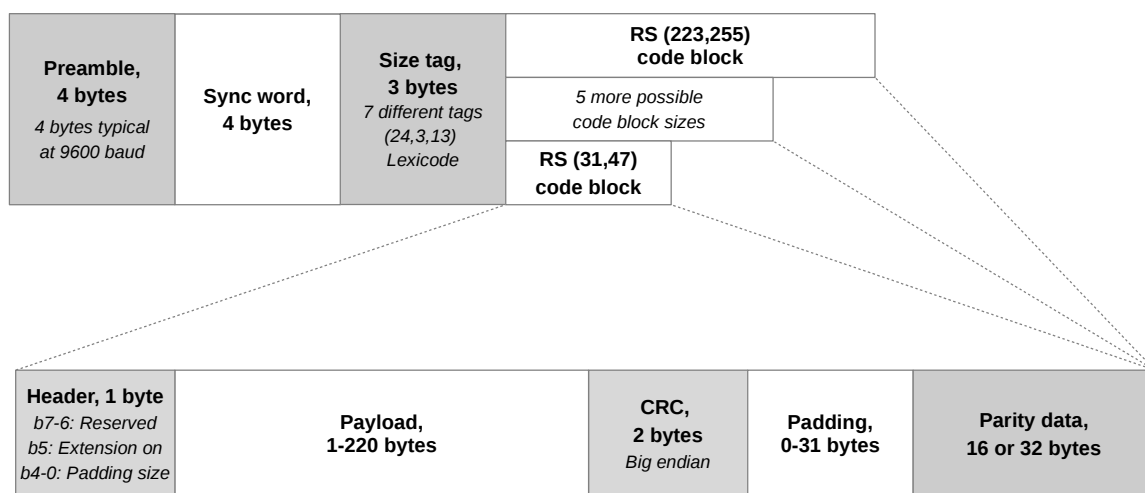 Preamble,
4 bytes
4 bytes typical
at 9600 baud
Sync word,
4 bytes
Size tag,
3 bytes
7 different tags
(24,3,13)
Lexicode
RS (223,255)
code block
5 more possible
code block sizes
RS (31,47)
code block
Header, 1 byte
b7-6: Reserved
b5: Extension on
b4-0: Padding size
Payload,
1-220 bytes
CRC,
2 bytes
Big endian
Padding,
0-31 bytes
Parity data,
16 or 32 bytes